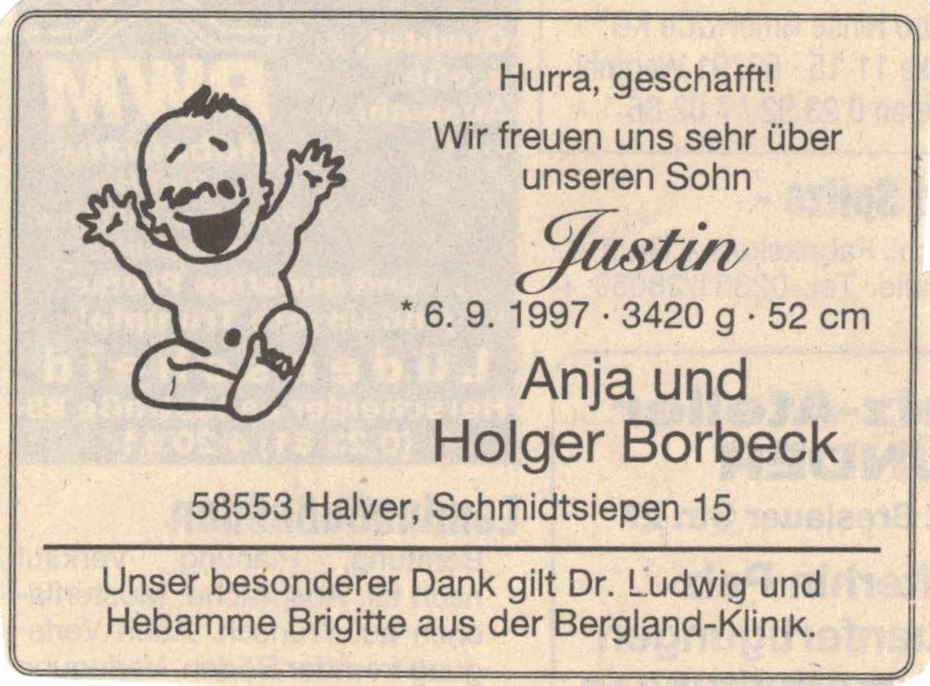 Hurra, geschafft!
Wir freuen uns sehr über
unseren Sohn
Justin
* 6. 9. 1997 · 3420 g · 52 cm
Anja und
Holger Borbeck
58553 Halver, Schmidtsiepen 15
Unser besonderer Dank gilt Dr. Ludwig und
Hebamme Brigitte aus der Bergland-Klinik.